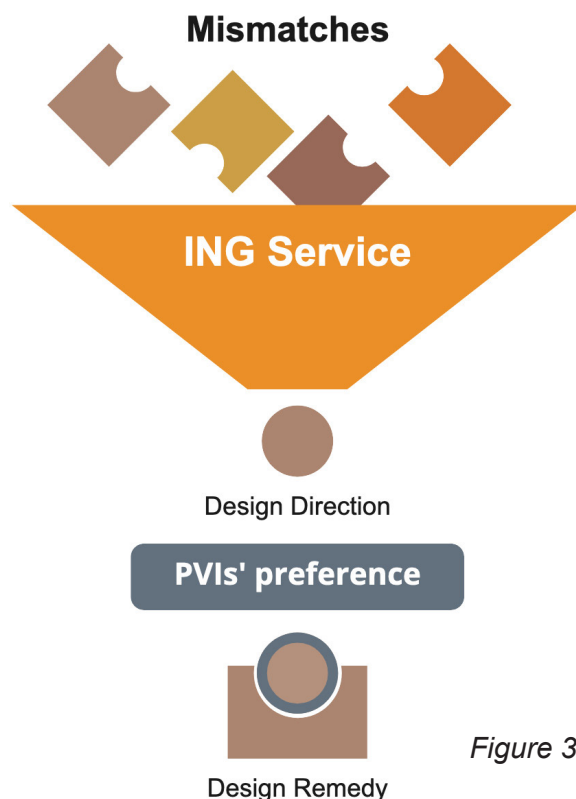 Mismatches
ING Service
Design Direction
PVIs' preference
Figure 3
Design Remedy